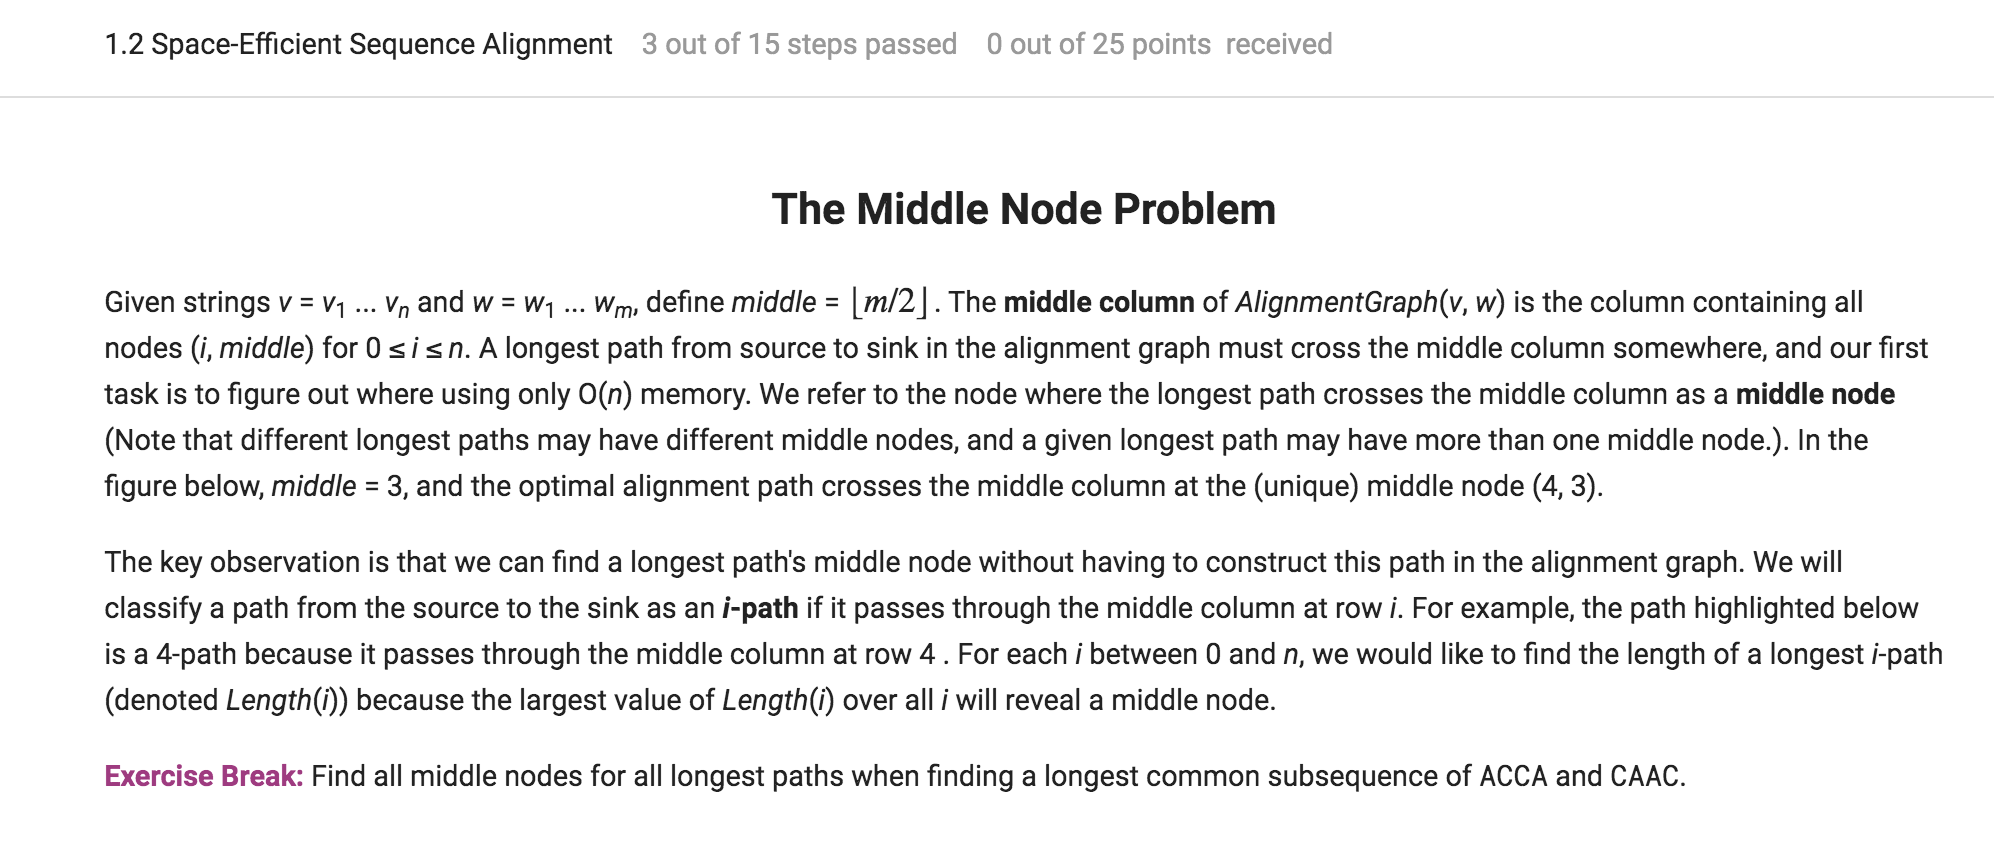 1.2 Space-Efficient Sequence Alignment 3 out of 15 steps passed 0 out of 25 points received
The Middle Node Problem
Given strings v = v₁ ... vₙ and w = w₁ ... wₘ, define middle = ⌊m/2⌋ . The middle column of AlignmentGraph(v, w) is the column containing all
nodes (i, middle) for 0 ≤ i ≤ n. A longest path from source to sink in the alignment graph must cross the middle column somewhere, and our first
task is to figure out where using only O(n) memory. We refer to the node where the longest path crosses the middle column as a middle node
(Note that different longest paths may have different middle nodes, and a given longest path may have more than one middle node.). In the
figure below, middle = 3, and the optimal alignment path crosses the middle column at the (unique) middle node (4, 3).
The key observation is that we can find a longest path's middle node without having to construct this path in the alignment graph. We will
classify a path from the source to the sink as an i-path if it passes through the middle column at row i. For example, the path highlighted below
is a 4-path because it passes through the middle column at row 4 . For each i between 0 and n, we would like to find the length of a longest i-path
(denoted Length(i)) because the largest value of Length(i) over all i will reveal a middle node.
Exercise Break: Find all middle nodes for all longest paths when finding a longest common subsequence of ACCA and CAAC.